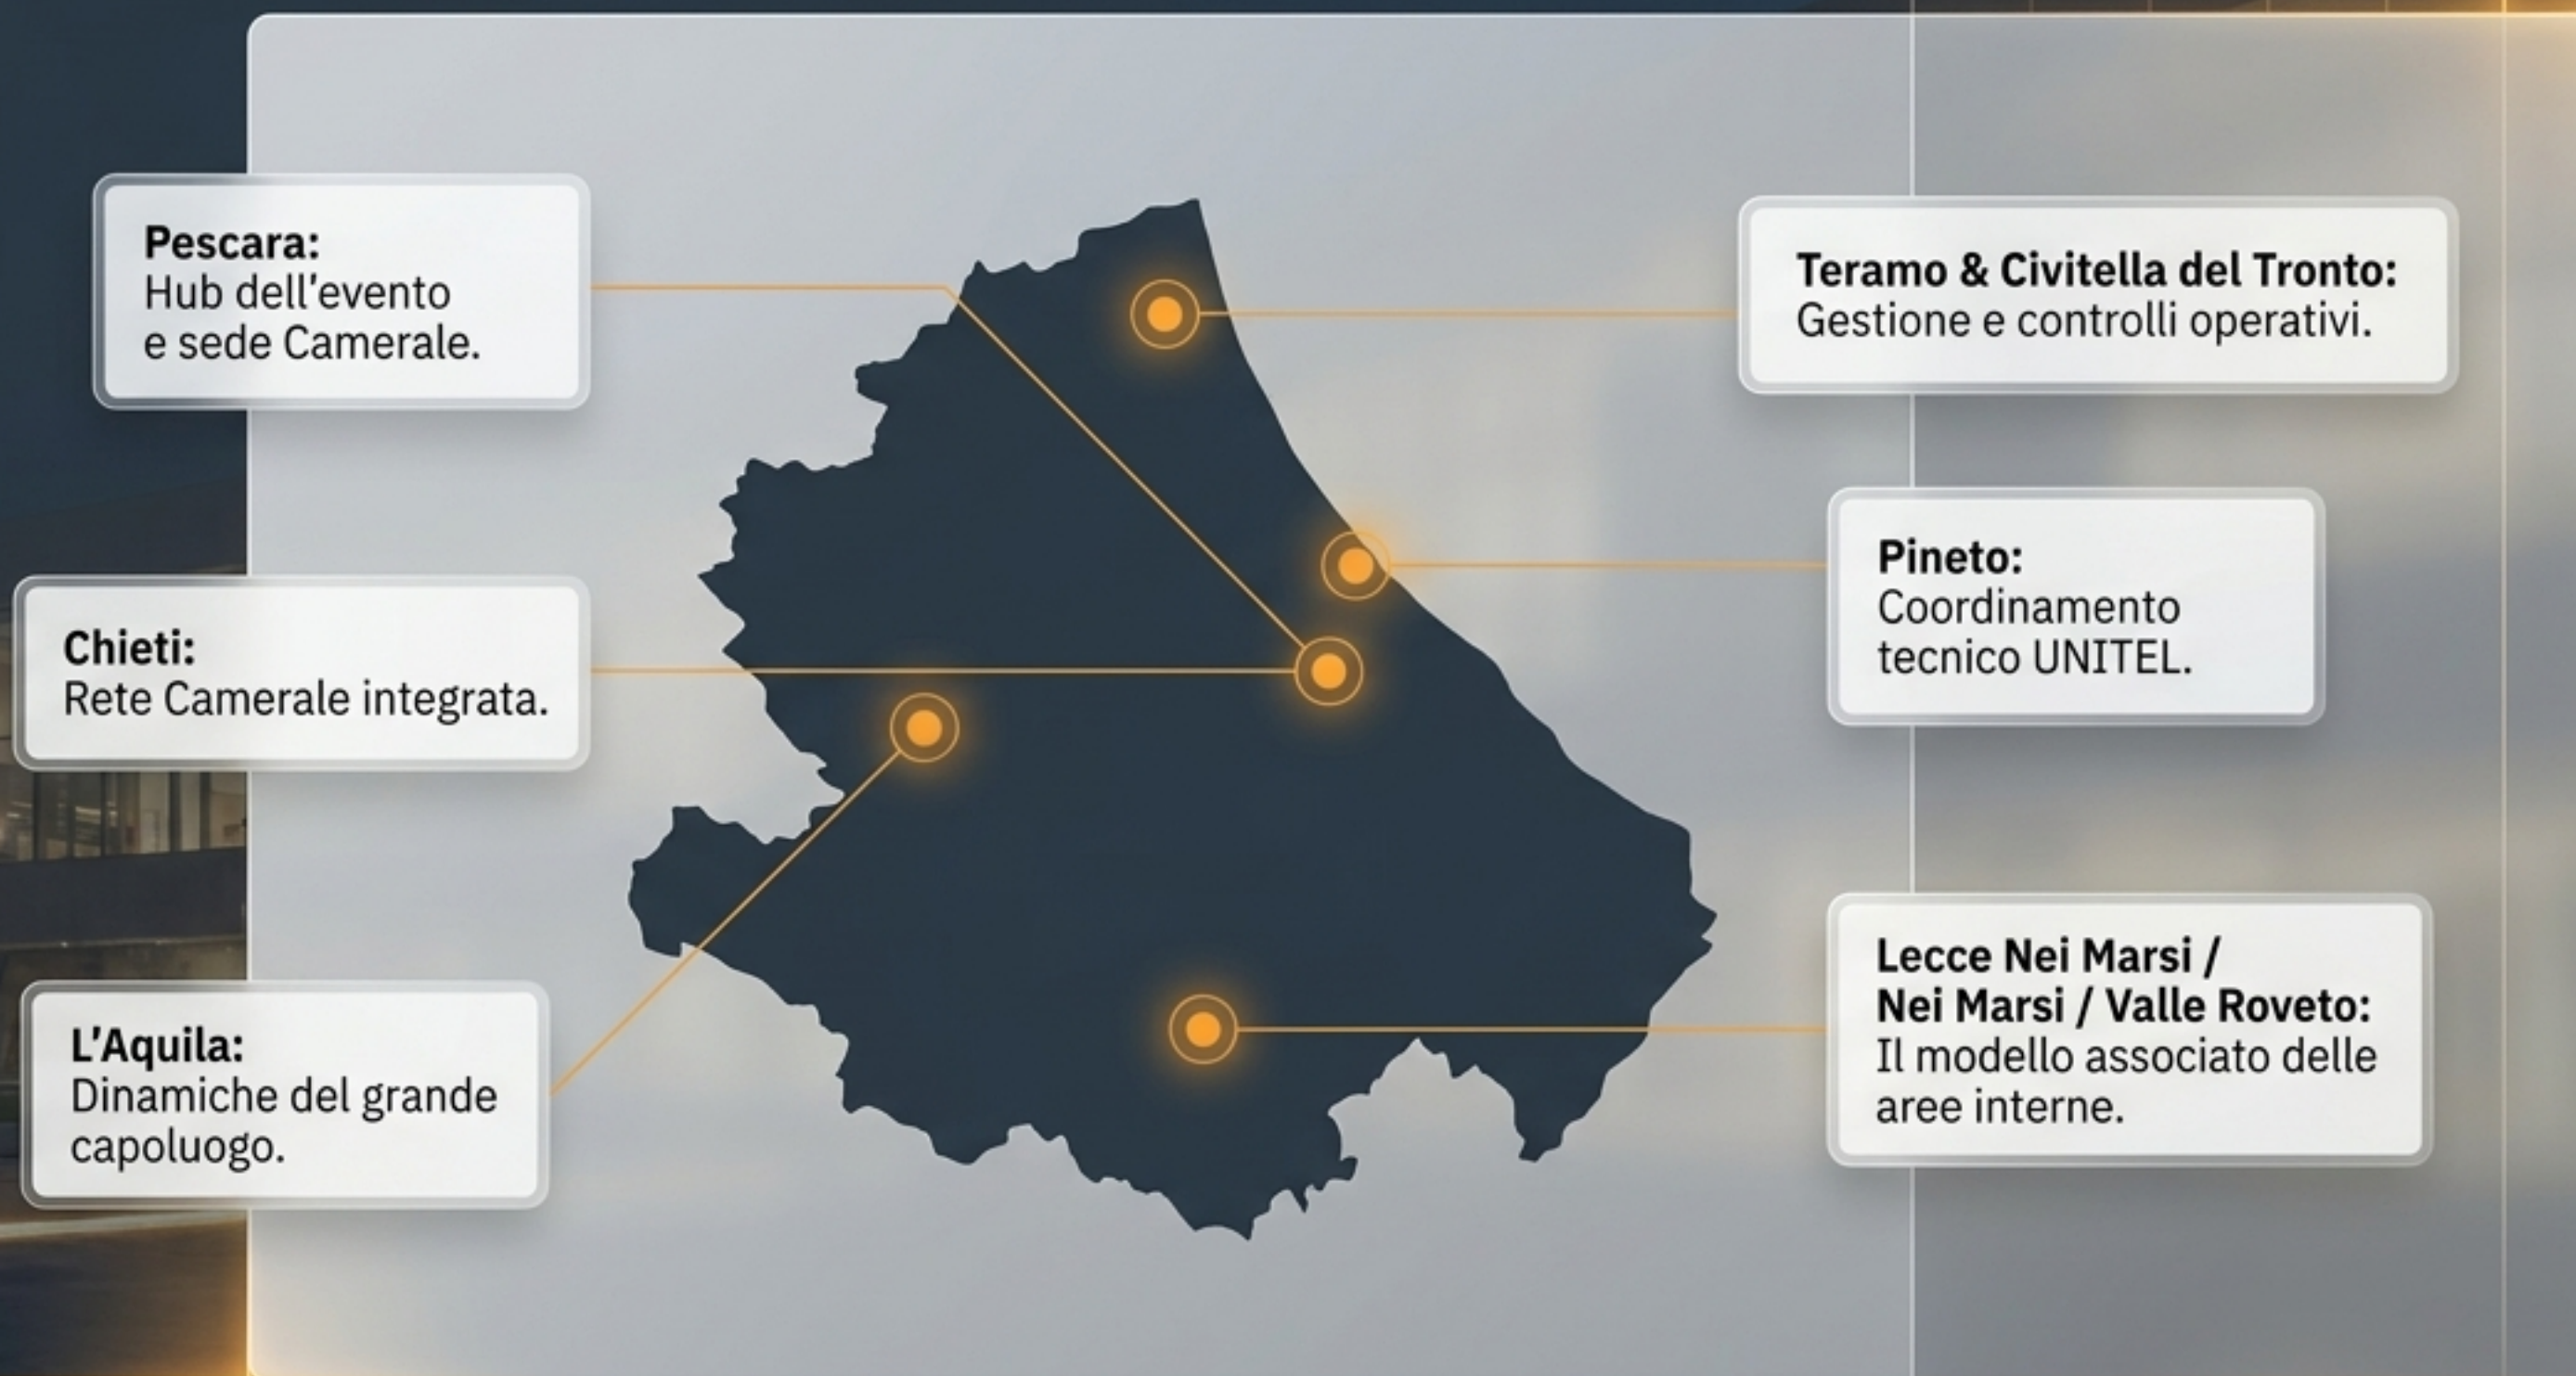 Pescara:
Hub dell'evento
e sede Camerale.
Chieti:
Rete Camerale integrata.
L'Aquila:
Dinamiche del grande
capoluogo.
Teramo & Civitella del Tronto:
Gestione e controlli operativi.
Pineto:
Coordinamento
tecnico UNITEL.
Lecce Nei Marsi /
Nei Marsi / Valle Roveto:
Il modello associato delle
aree interne.